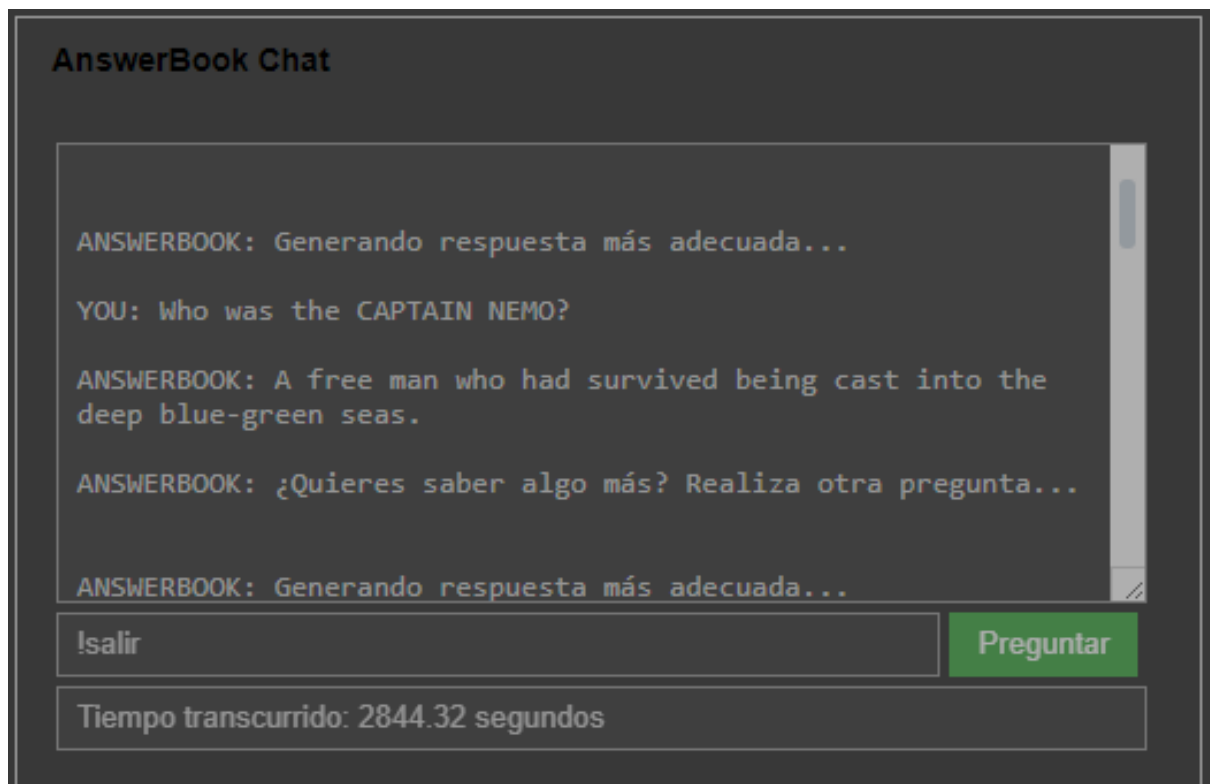 AnswerBook Chat
ANSWERBOOK: Generando respuesta más adecuada...
YOU: Who was the CAPTAIN NEMO?
ANSWERBOOK: A free man who had survived being cast into the
deep blue-green seas.
ANSWERBOOK: ¿Quieres saber algo más? Realiza otra pregunta...
ANSWERBOOK: Generando respuesta más adecuada...
!salir
Preguntar
Tiempo transcurrido: 2844.32 segundos